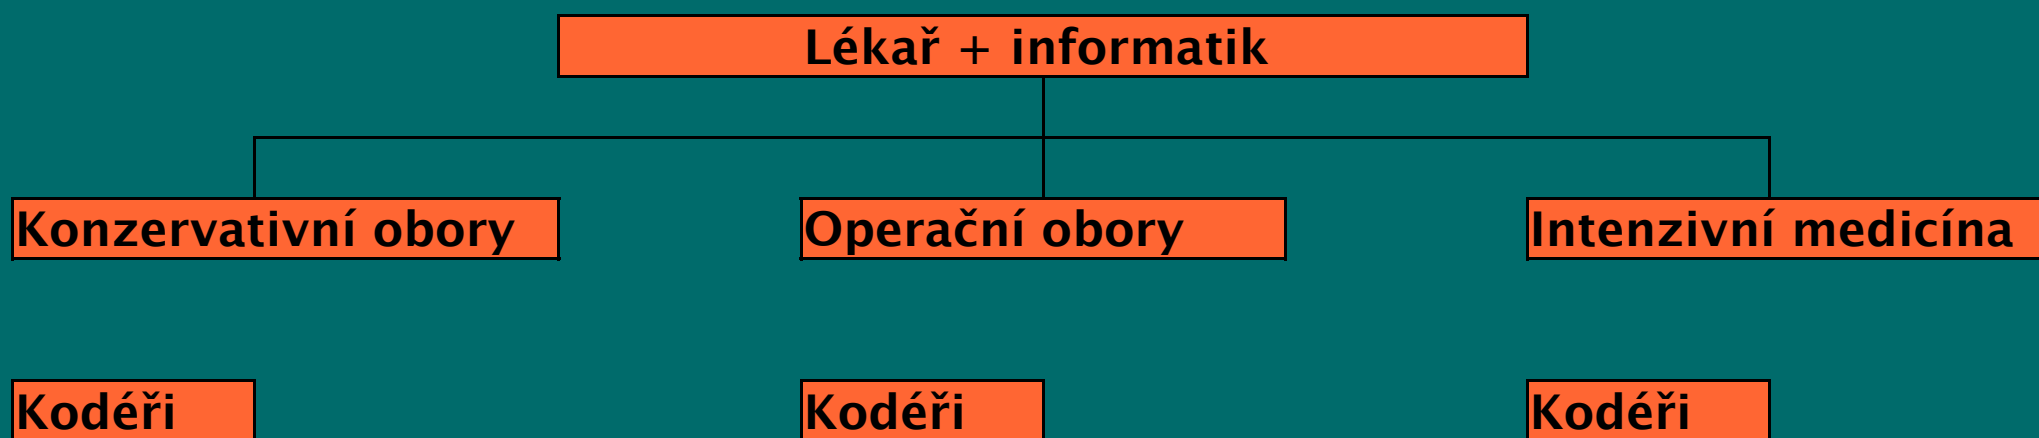 Lékař + informatik
Konzervativní obory
Operační obory
Intenzivní medicína
Kodéři
Kodéři
Kodéři